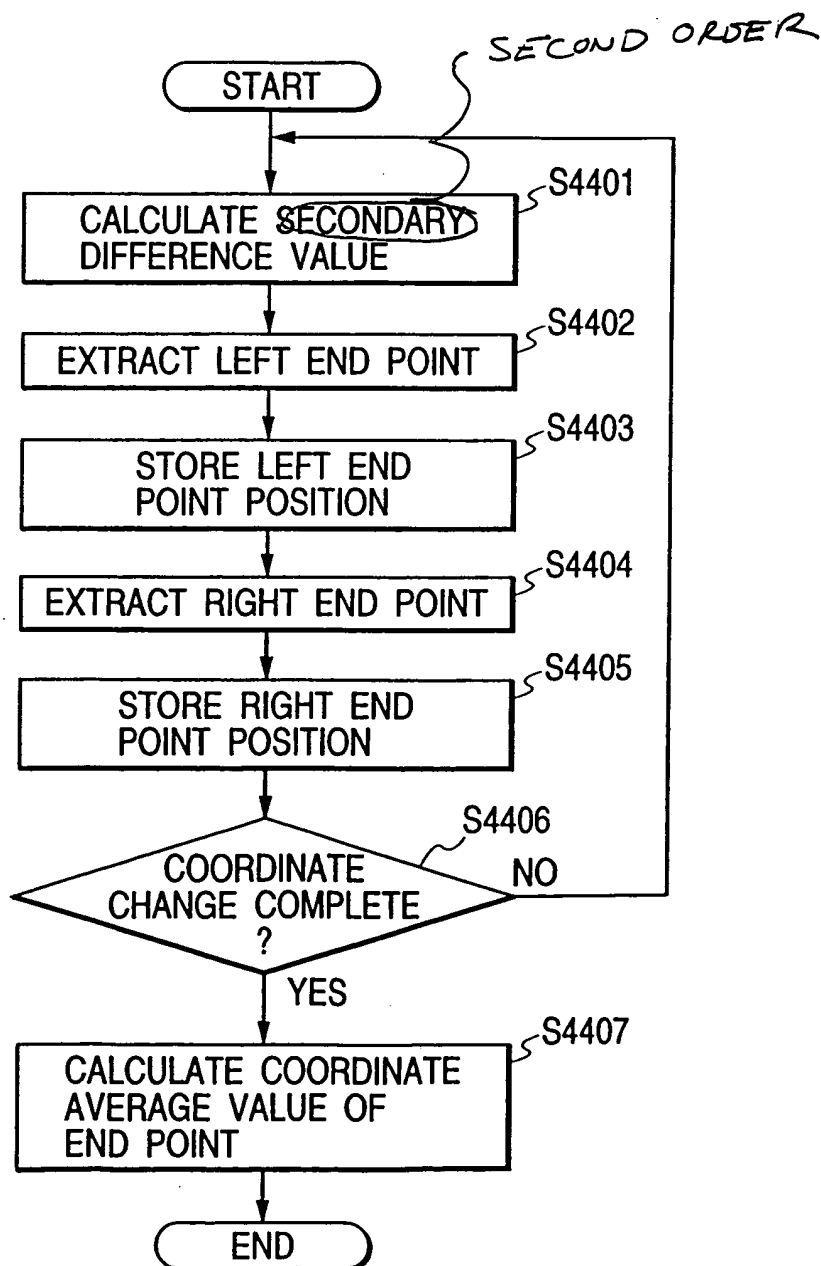 SECOND ORDER
START
S4401
CALCULATE SECONDARY
DIFFERENCE VALUE
S4402
EXTRACT LEFT END POINT
S4403
STORE LEFT END
POINT POSITION
S4404
EXTRACT RIGHT END POINT
S4405
STORE RIGHT END
POINT POSITION
S4406
COORDINATE
CHANGE COMPLETE
?
NO
YES
S4407
CALCULATE COORDINATE
AVERAGE VALUE OF
END POINT
END